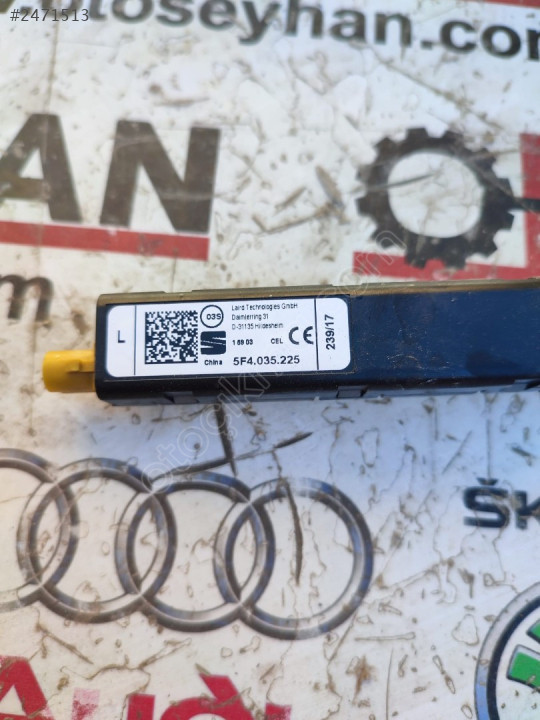 #2471513
otoseyhan.com
AN
om
L
03S
Laird Technologies GmbH
Daimlerring 31
D-31135 Hildesheim
1 89 03 CEL CE
China 5F4.035.225
239/17
ŠK